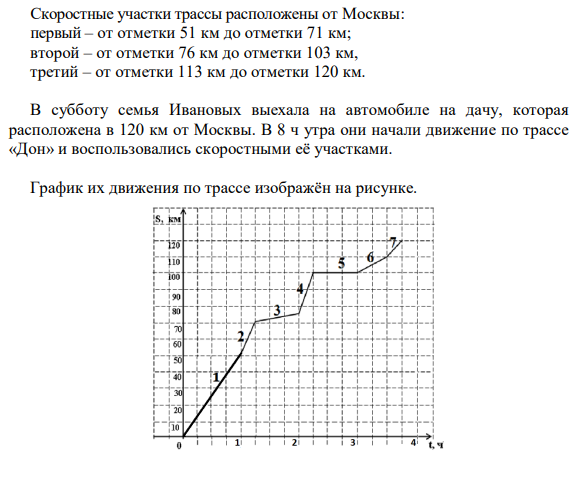 Скоростные участки трассы расположены от Москвы:
первый – от отметки 51 км до отметки 71 км;
второй – от отметки 76 км до отметки 103 км,
третий – от отметки 113 км до отметки 120 км.
В субботу семья Ивановых выехала на автомобиле на дачу, которая
расположена в 120 км от Москвы. В 8 ч утра они начали движение по трассе
«Дон» и воспользовались скоростными её участками.
График их движения по трассе изображён на рисунке.
S, км
120
110
100
90
80
70
60
50
40
30
20
10
0
1
2
3
4
5
6
7
1 2 3 4 t, ч